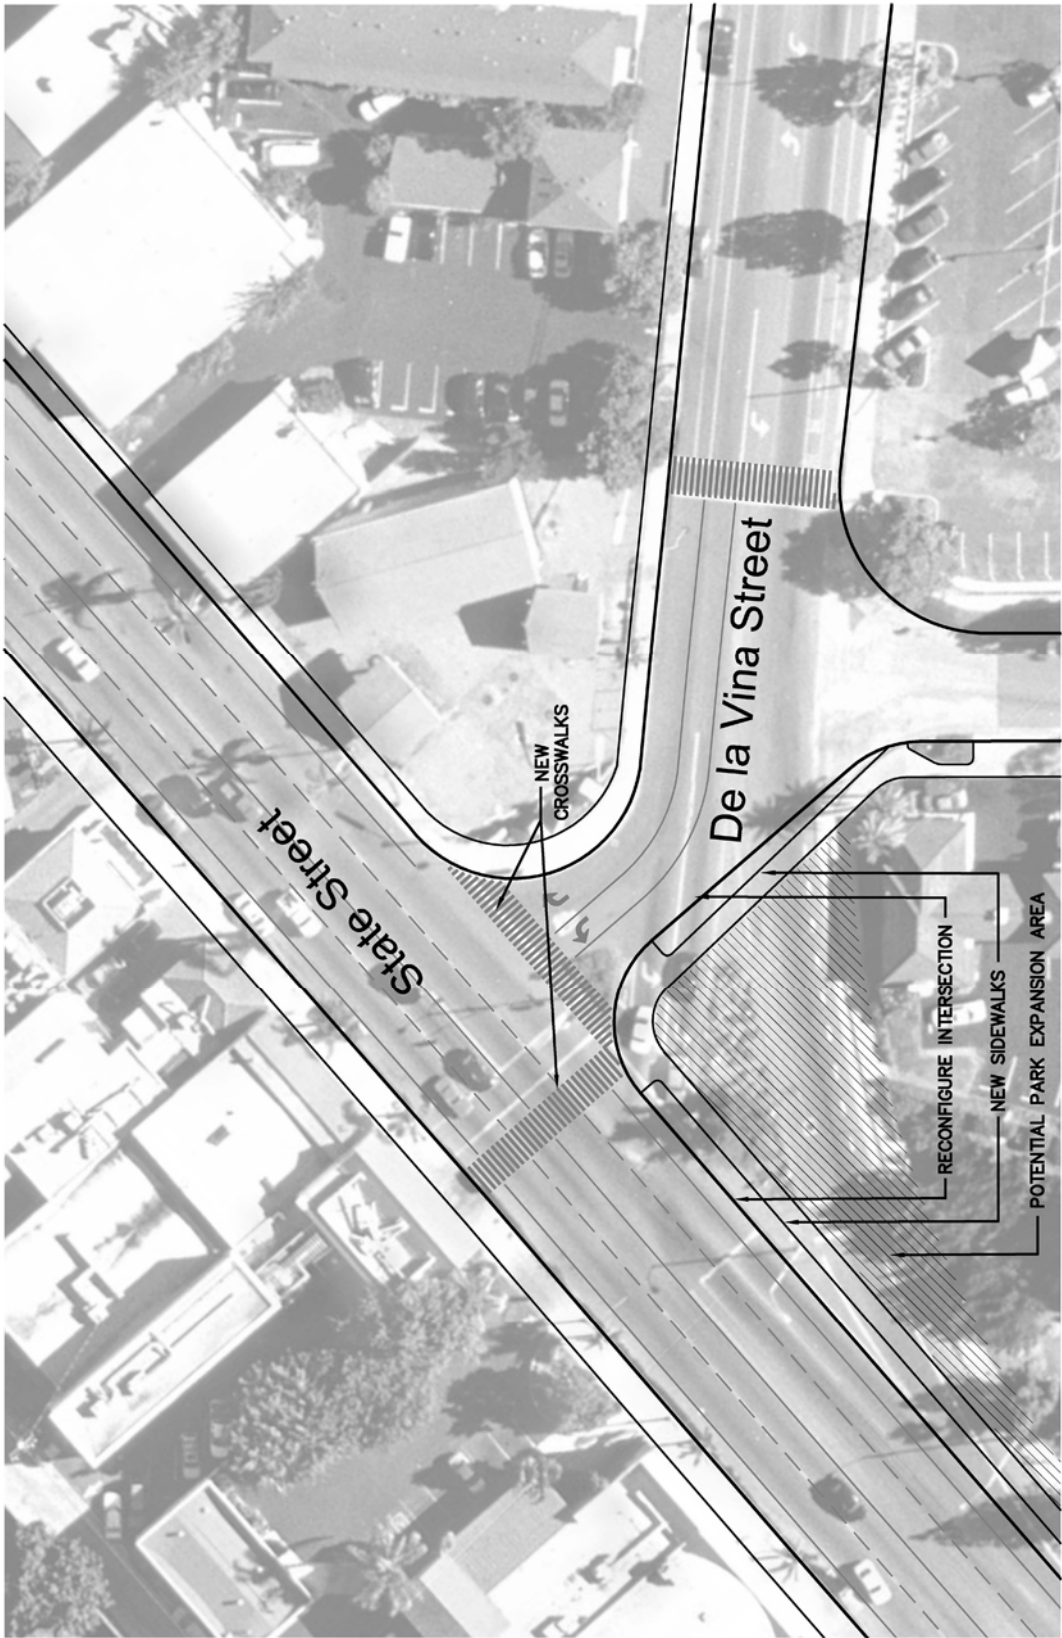 State Street
NEW
CROSSWALKS
De la Vina Street
RECONFIGURE INTERSECTION
NEW SIDEWALKS
POTENTIAL PARK EXPANSION AREA